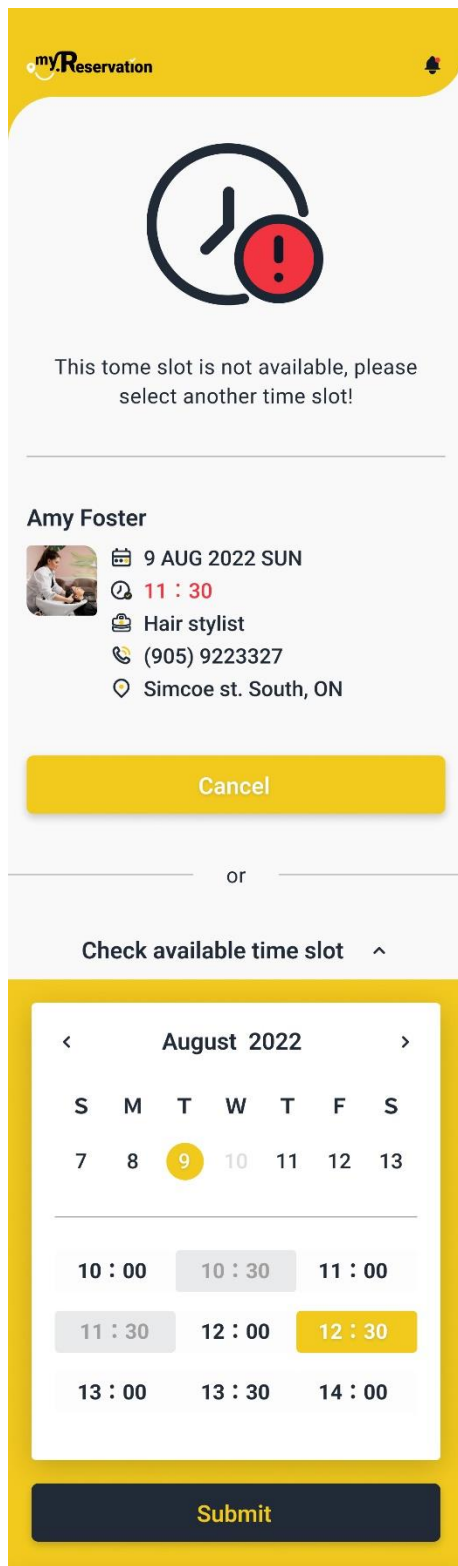 my.Reservation
This tome slot is not available, please
select another time slot!
Amy Foster
9 AUG 2022 SUN
11 : 30
Hair stylist
(905) 9223327
Simcoe st. South, ON
Cancel
or
Check available time slot
August 2022
S M T W T F S
7 8 9 10 11 12 13
10 : 00 10 : 30 11 : 00
11 : 30 12 : 00 12 : 30
13 : 00 13 : 30 14 : 00
Submit